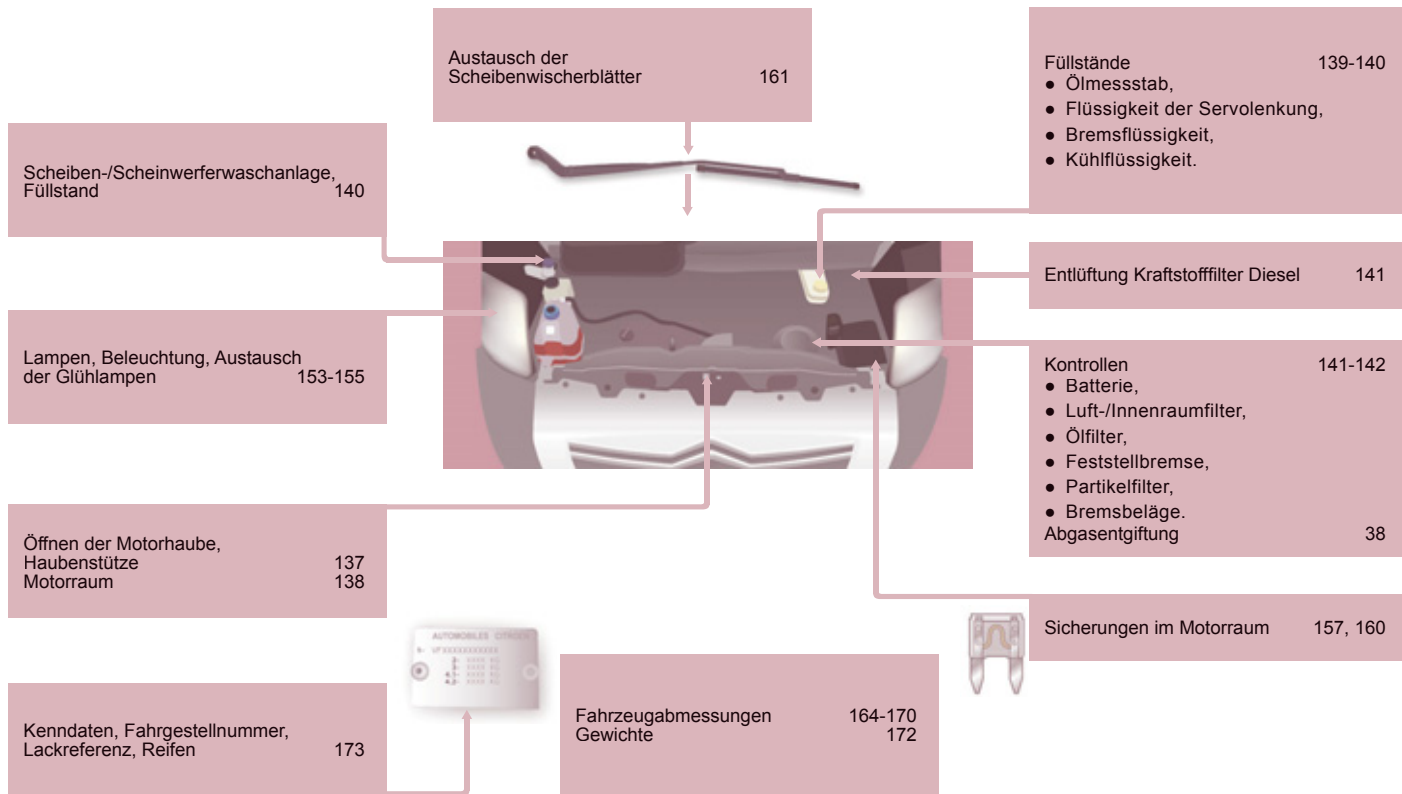 Austausch der
Scheibenwischerblätter 161
Füllstände 139-140
● Ölmessstab,
● Flüssigkeit der Servolenkung,
● Bremsflüssigkeit,
● Kühlflüssigkeit.
Scheiben-/Scheinwerferwaschanlage,
Füllstand 140
Entlüftung Kraftstofffilter Diesel 141
Lampen, Beleuchtung, Austausch
der Glühlampen 153-155
Kontrollen 141-142
● Batterie,
● Luft-/Innenraumfilter,
● Ölfilter,
● Feststellbremse,
● Partikelfilter,
● Bremsbeläge.
Abgasentgiftung 38
Öffnen der Motorhaube,
Haubenstütze 137
Motorraum 138
Sicherungen im Motorraum 157, 160
AUTOMOBILES CITROEN
Kenndaten, Fahrgestellnummer,
Lackreferenz, Reifen 173
Fahrzeugabmessungen 164-170
Gewichte 172